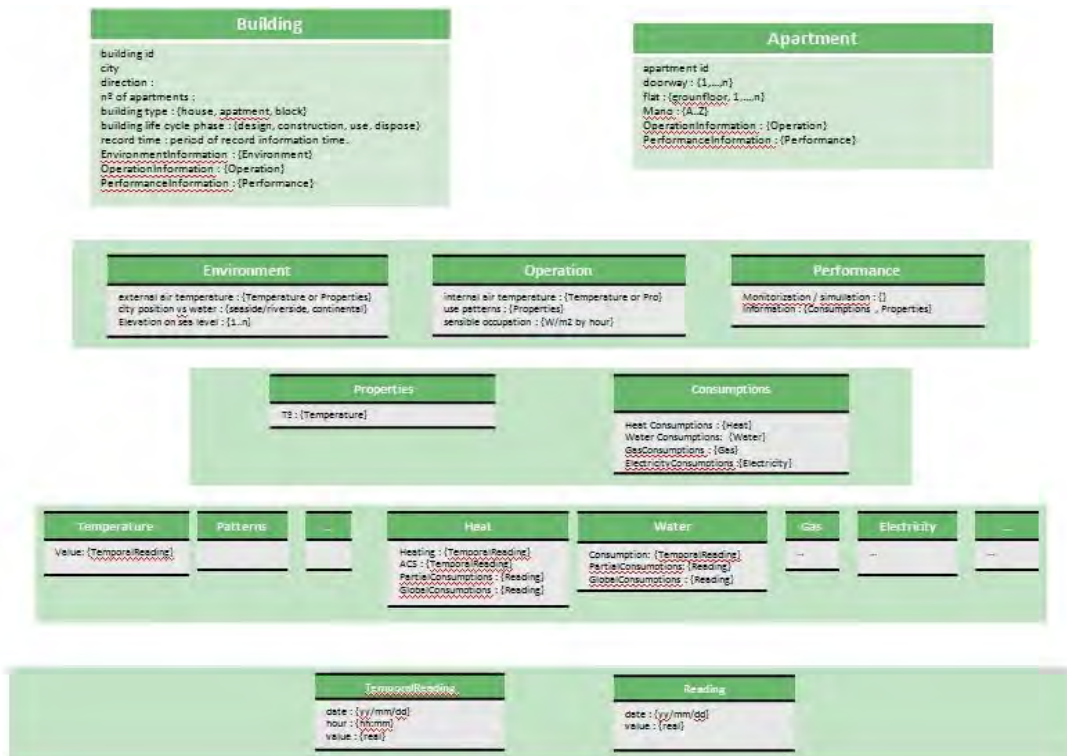 Building
building id
city
direction :
nº of apartments :
building type : {house, apatment, block}
building life cycle phase : {design, construction, use, dispose}
record time : period of record information time.
EnvironmentInformation : {Environment}
OperationInformation : {Operation}
PerformanceInformation : {Performance}
Apartment
apartment id
doorway : {1,...,n}
flat : {grounfloor, 1,...,n}
Mano : {A..Z}
OperationInformation : {Operation}
PerformanceInformation : {Performance}
Environment
external air temperature : {Temperature or Properties}
city position vs water : {seaside/riverside, continental}
Elevation on sea level : {1..n}
Operation
internal air temperature : {Temperature or Pro}
use patterns : {Properties}
sensible occupation : {W/m2 by hour}
Performance
Monitorization / simullation : {}
Information : {Consumptions , Properties}
Properties
Tª : {Temperature}
Consumptions
Heat Consumptions : {Heat}
Water Consumptions: {Water}
GasConsumptions : {Gas}
ElectricityConsumptions :{Electricity}
Temperature
Value: {TemporalReading}
Patterns
...
Heat
Heating : {TemporalReading}
ACS : {TemporalReading}
PartialConsumptions : {Reading}
GlobalConsumptions : {Reading}
Water
Consumption: {TemporalReading}
PartialConsumptions: {Reading}
GlobalConsumptions : {Reading}
Gas
...
Electricity
...
...
...
TemporalReading
date : {yy/mm/dd}
hour : {hh:mm}
value : {real}
Reading
date : {yy/mm/dd}
value : {real}